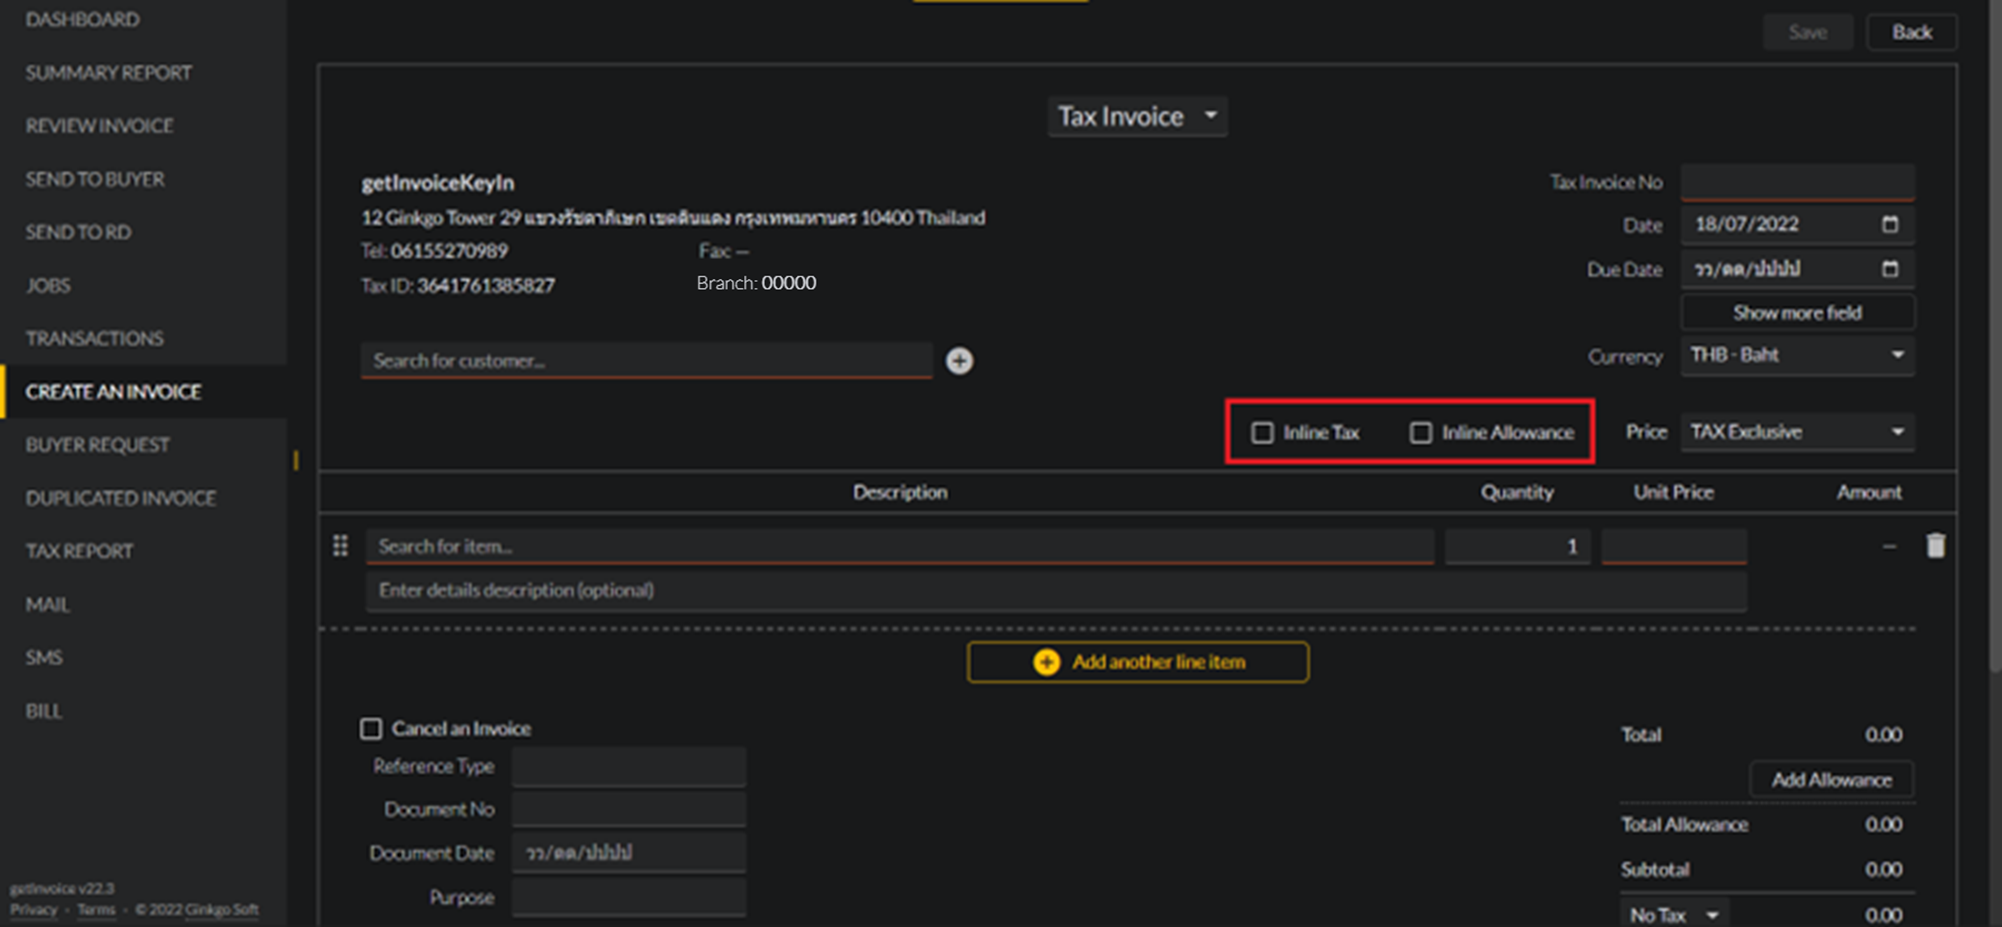 DASHBOARD
SUMMARY REPORT
REVIEW INVOICE
SEND TO BUYER
SEND TO RD
JOBS
TRANSACTIONS
CREATE AN INVOICE
BUYER REQUEST
DUPLICATED INVOICE
TAX REPORT
MAIL
SMS
BILL
getInvoice v22.3
Privacy - Terms - © 2022 Ginkgo Soft
Save Back
Tax Invoice
getInvoiceKeyIn
12 Ginkgo Tower 29 แขวงรัชดาภิเษก เขตดินแดง กรุงเทพมหานคร 10400 Thailand
Tel: 06155270989 Fax: —
Tax ID: 3641761385827 Branch: 00000
Search for customer...
Tax Invoice No
Date 18/07/2022
Due Date วว/ดด/ปปปป
Show more field
Currency THB - Baht
Inline Tax Inline Allowance Price TAX Exclusive
Description Quantity Unit Price Amount
Search for item... 1 —
Enter details description (optional)
Add another line item
Cancel an Invoice
Reference Type
Document No
Document Date วว/ดด/ปปปป
Purpose
Total 0.00
Add Allowance
Total Allowance 0.00
Subtotal 0.00
No Tax 0.00